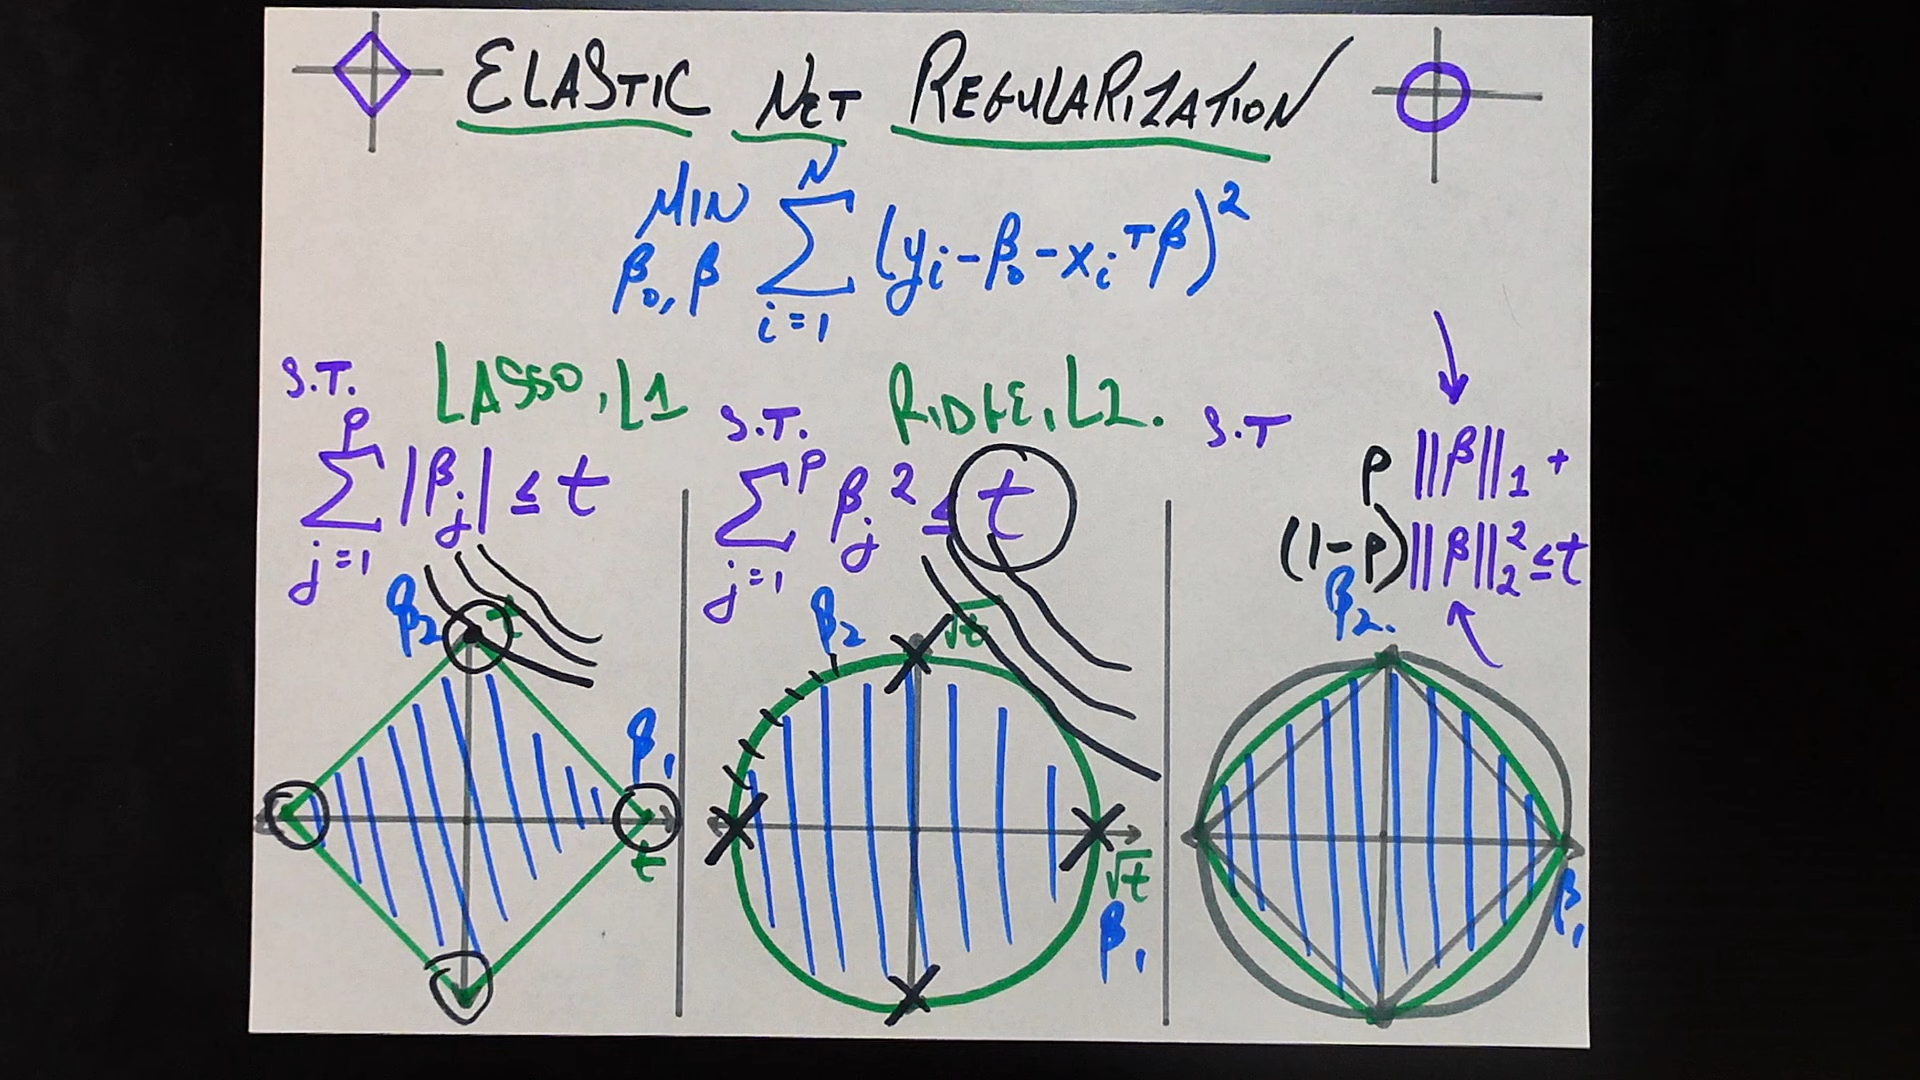 ELASTIC NET REGULARIZATION
MIN β₀, β ∑ i=1 N (yi - β₀ - xiᵀβ)²
LASSO, L1
S.T.
∑ j=1 p |βj| ≤ t
RIDGE, L2.
S.T.
∑ j=1 p βj² ≤ t
S.T
ρ ||β||₁ +
(1-ρ) ||β||₂² ≤ t
β₂
t
β₁
t
β₂
√t
√t
β₁
β₂.
β₁